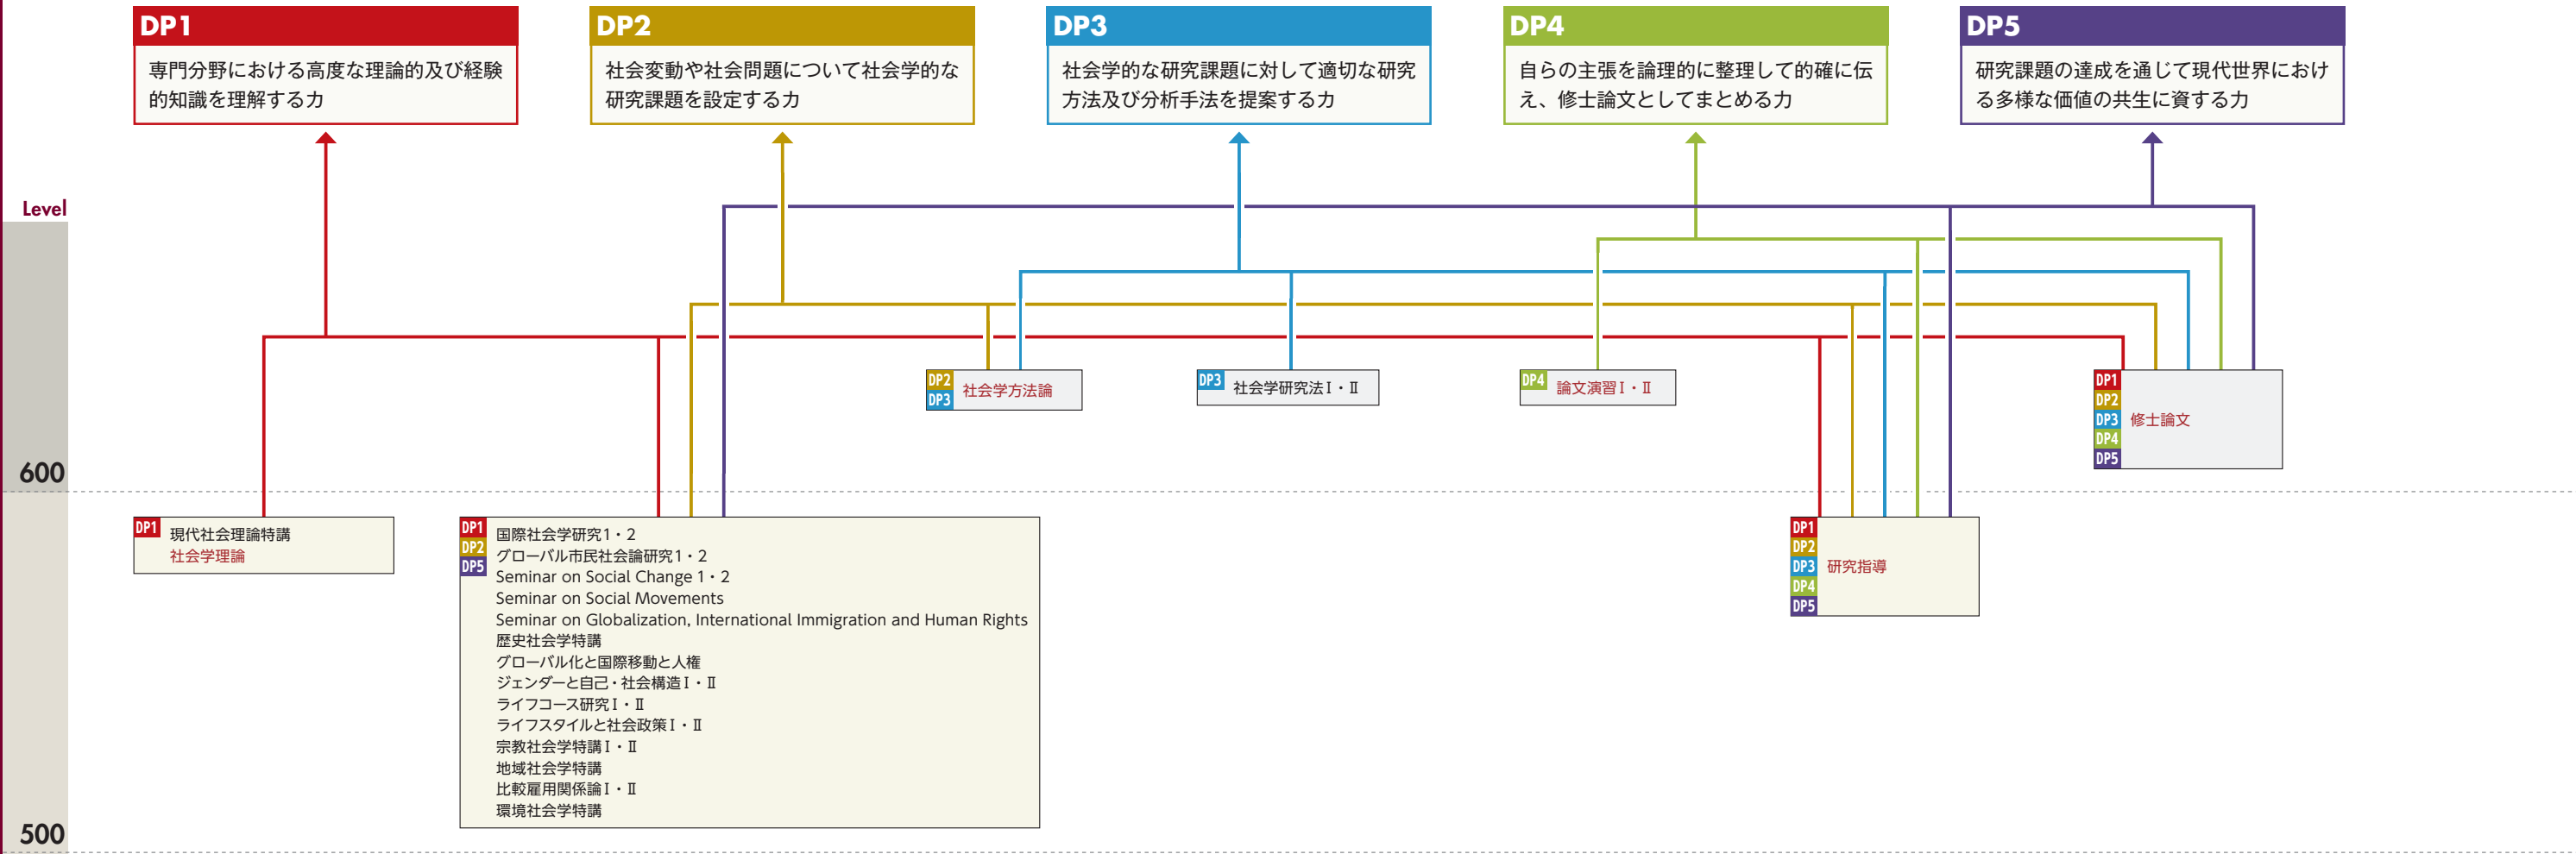 DP1
専門分野における高度な理論的及び経験
的知識を理解する力
DP2
社会変動や社会問題について社会学的な
研究課題を設定する力
DP3
社会学的な研究課題に対して適切な研究
方法及び分析手法を提案する力
DP4
自らの主張を論理的に整理して的確に伝
え、修士論文としてまとめる力
DP5
研究課題の達成を通じて現代世界におけ
る多様な価値の共生に資する力
Level
DP2
DP3
社会学方法論
DP3
社会学研究法Ⅰ・Ⅱ
DP4
論文演習Ⅰ・Ⅱ
DP1
DP2
DP3
DP4
DP5
修士論文
600
DP1
現代社会理論特講
社会学理論
DP1
DP2
DP5
国際社会学研究1・2
グローバル市民社会論研究1・2
Seminar on Social Change 1・2
Seminar on Social Movements
Seminar on Globalization, International Immigration and Human Rights
歴史社会学特講
グローバル化と国際移動と人権
ジェンダーと自己・社会構造Ⅰ・Ⅱ
ライフコース研究Ⅰ・Ⅱ
ライフスタイルと社会政策Ⅰ・Ⅱ
宗教社会学特講Ⅰ・Ⅱ
地域社会学特講
比較雇用関係論Ⅰ・Ⅱ
環境社会学特講
DP1
DP2
DP3
DP4
DP5
研究指導
500